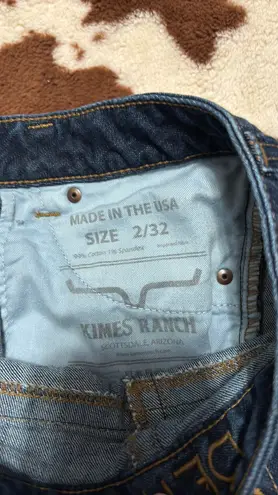 MADE IN THE USA
SIZE 2/32
KIMES RANCH
SCOTTSDALE, ARIZONA